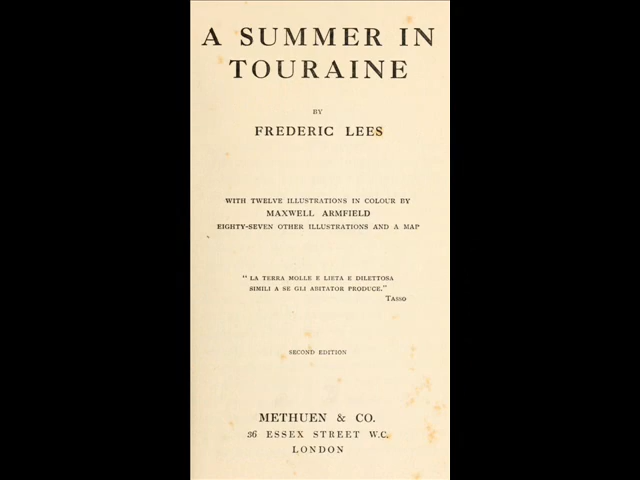 A SUMMER IN
TOURAINE
BY
FREDERIC LEES
WITH TWELVE ILLUSTRATIONS IN COLOUR BY
MAXWELL ARMFIELD
EIGHTY-SEVEN OTHER ILLUSTRATIONS AND A MAP
" LA TERRA MOLLE E LIETA E DILETTOSA
SIMILI A SE GLI ABITATOR PRODUCE."
TASSO
SECOND EDITION
METHUEN & CO.
36 ESSEX STREET W.C.
LONDON